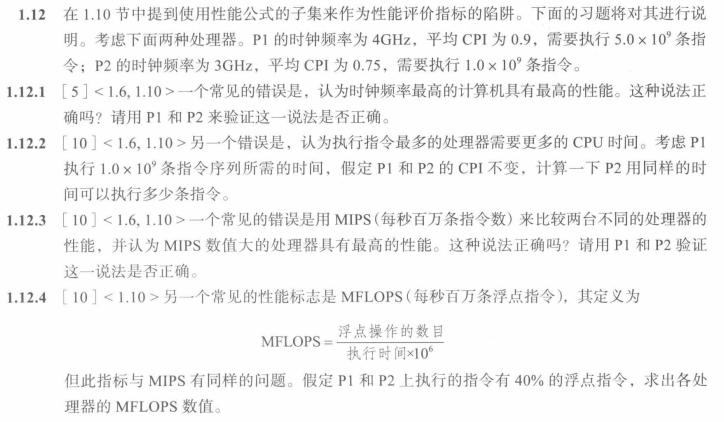 1.12 在 1.10 节中提到使用性能公式的子集来作为性能评价指标的陷阱。下面的习题将对其进行说
明。考虑下面两种处理器。P1 的时钟频率为 4GHz，平均 CPI 为 0.9，需要执行 5.0 × 10⁹ 条指
令；P2 的时钟频率为 3GHz，平均 CPI 为 0.75，需要执行 1.0 × 10⁹ 条指令。
1.12.1 [5] < 1.6, 1.10 > 一个常见的错误是，认为时钟频率最高的计算机具有最高的性能。这种说法正
确吗？请用 P1 和 P2 来验证这一说法是否正确。
1.12.2 [10] < 1.6, 1.10 > 另一个错误是，认为执行指令最多的处理器需要更多的 CPU 时间。考虑 P1
执行 1.0 × 10⁹ 条指令序列所需的时间，假定 P1 和 P2 的 CPI 不变，计算一下 P2 用同样的时
间可以执行多少条指令。
1.12.3 [10] < 1.6, 1.10 > 一个常见的错误是用 MIPS（每秒百万条指令数）来比较两台不同的处理器的
性能，并认为 MIPS 数值大的处理器具有最高的性能。这种说法正确吗？请用 P1 和 P2 验证
这一说法是否正确。
1.12.4 [10] < 1.10 > 另一个常见的性能标志是 MFLOPS（每秒百万条浮点指令），其定义为
MFLOPS = 浮点操作的数目
执行时间×10⁶
但此指标与 MIPS 有同样的问题。假定 P1 和 P2 上执行的指令有 40% 的浮点指令，求出各处
理器的 MFLOPS 数值。